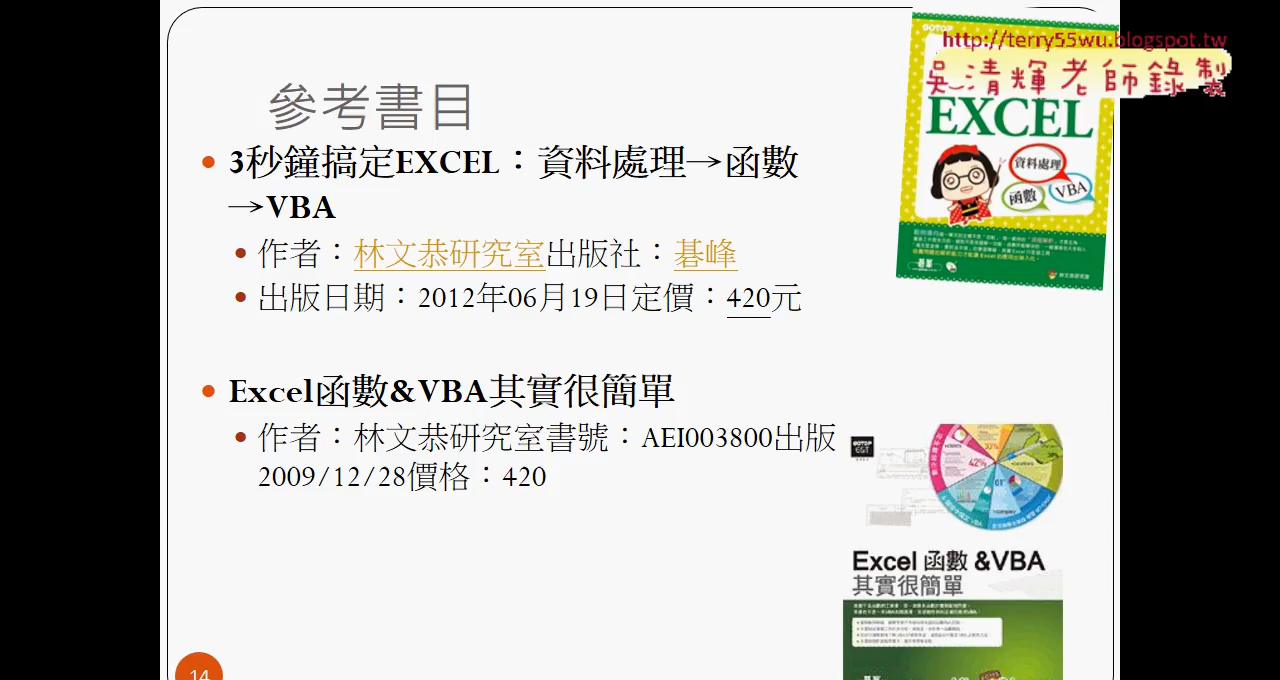 http://terry55wu.blogspot.tw
吳清輝老師錄製
參考書目
3秒鐘搞定EXCEL：資料處理→函數
→VBA
作者：林文恭研究室出版社：碁峰
出版日期：2012年06月19日定價：420元
Excel函數&VBA其實很簡單
作者：林文恭研究室書號：AEI003800出版
2009/12/28價格：420
EXCEL
資料處理
函數
VBA
GOTOP
EGT
42%
Excel 函數 &VBA
其實很簡單
14